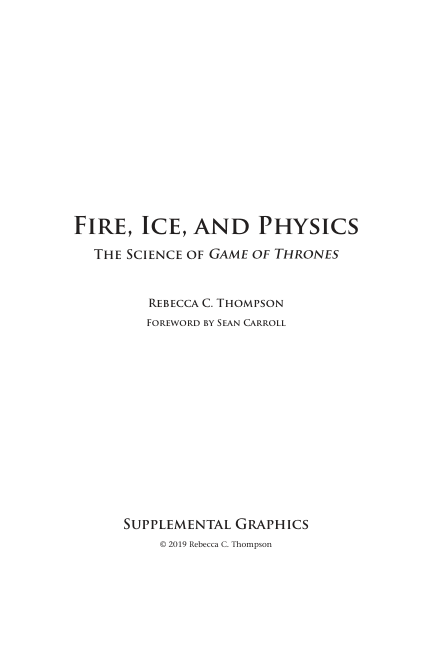 Fire, Ice, and Physics
The Science of Game of Thrones
Rebecca C. Thompson
Foreword by Sean Carroll
Supplemental Graphics
© 2019 Rebecca C. Thompson